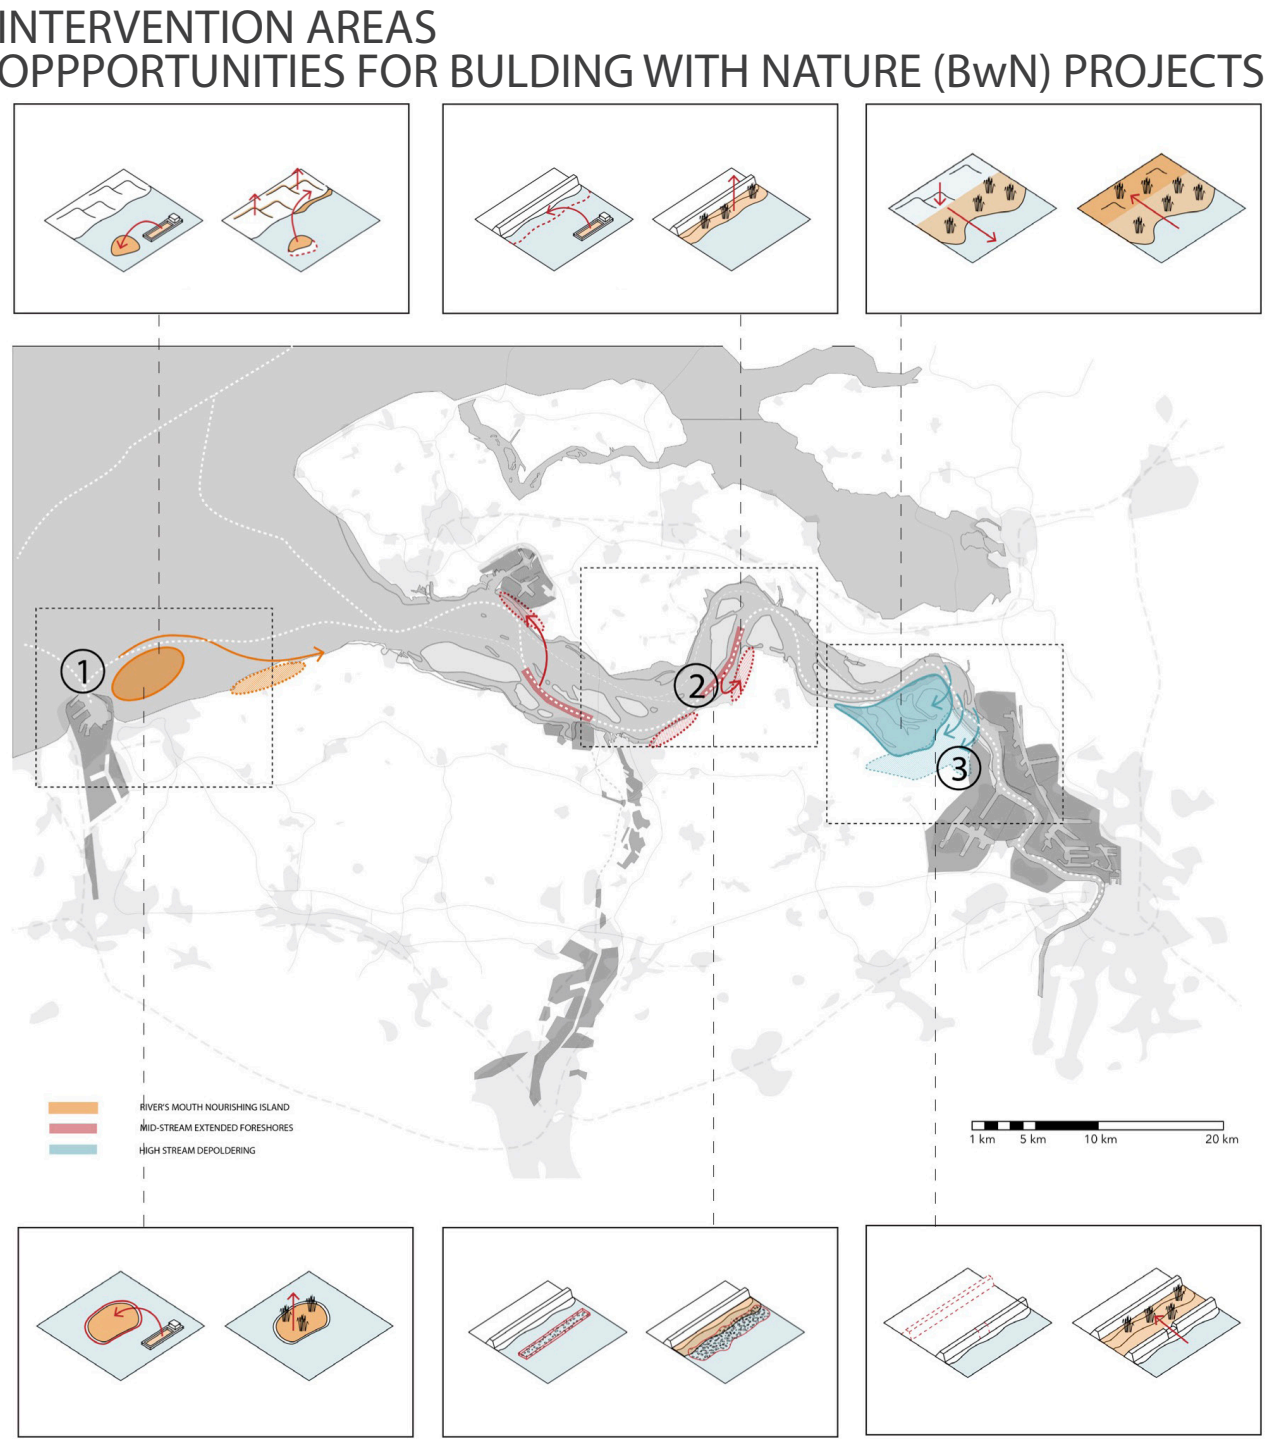 INTERVENTION AREAS
OPPPORTUNITIES FOR BULDING WITH NATURE (BwN) PROJECTS
1
2
3
RIVER'S MOUTH NOURISHING ISLAND
MID-STREAM EXTENDED FORESHORES
HIGH STREAM DEPOLDERING
1 km 5 km 10 km 20 km